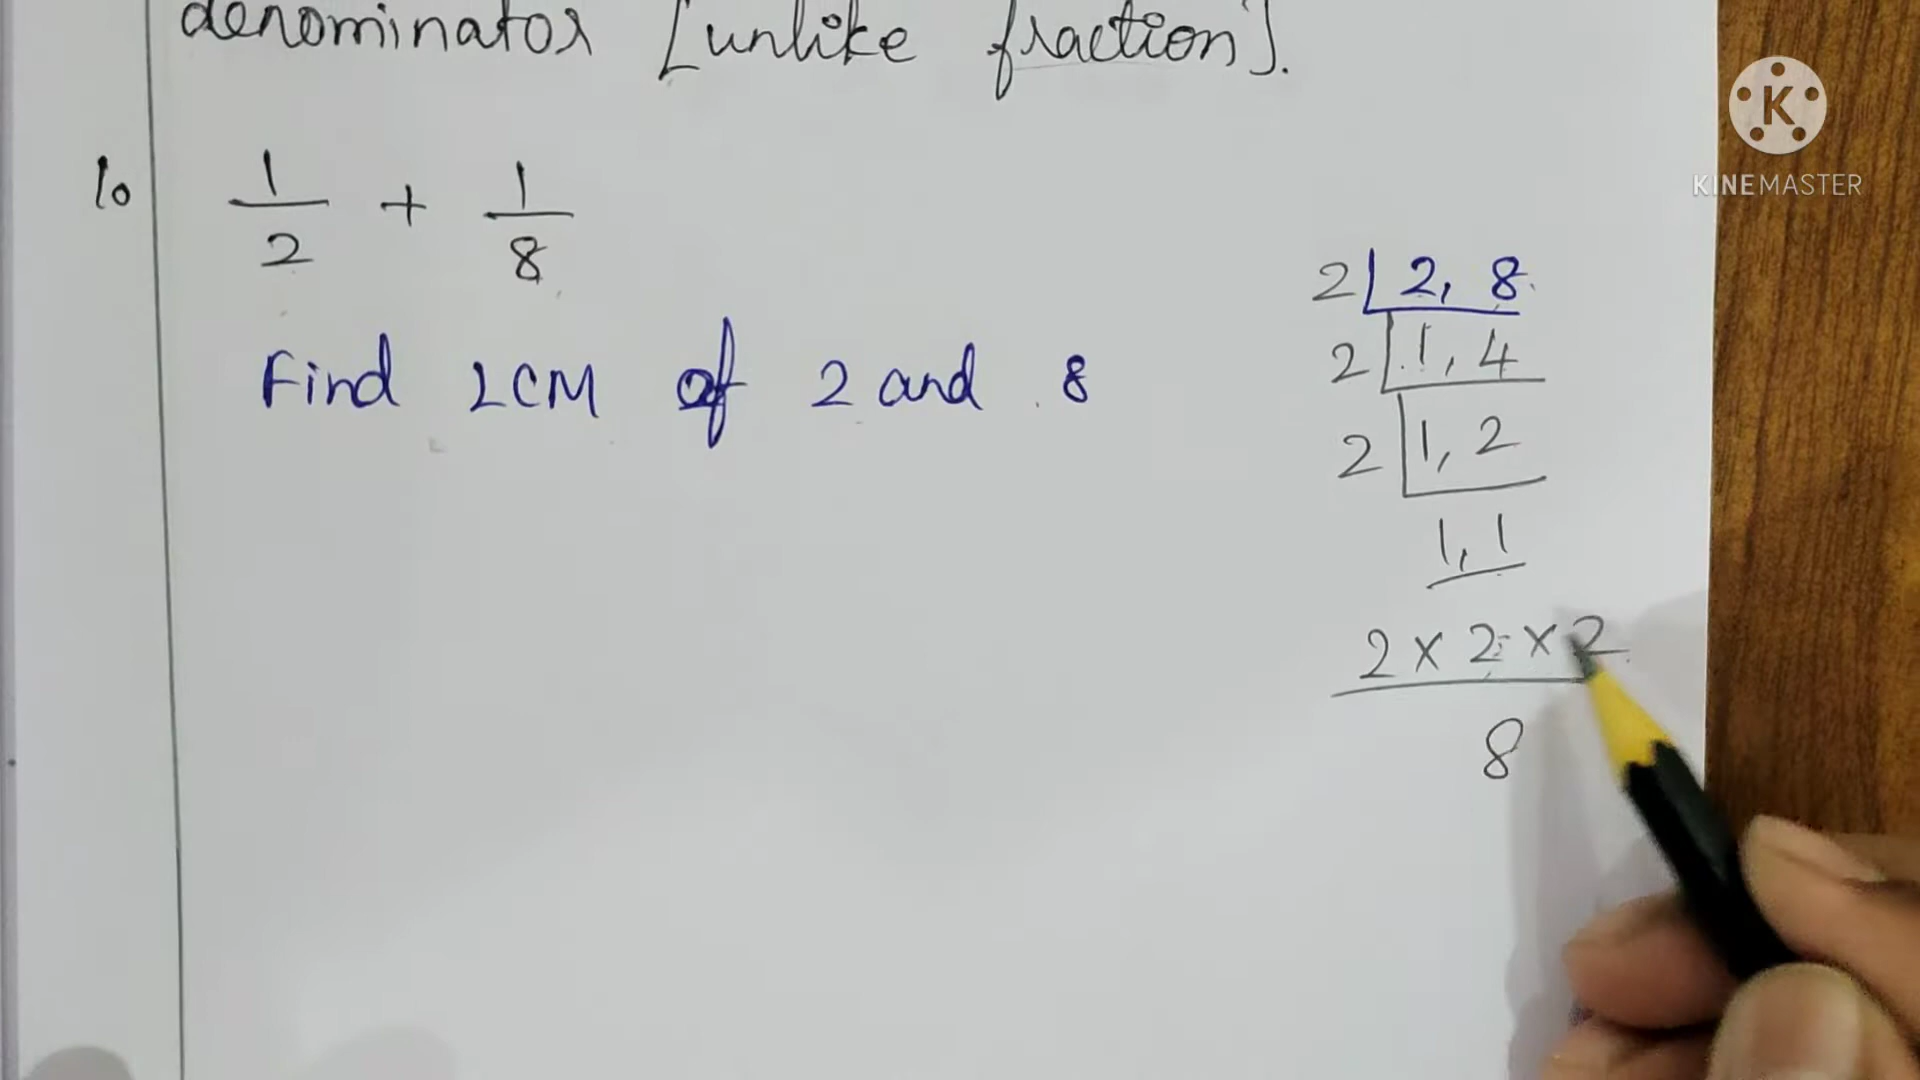 denominator [unlike fraction].
1. 1/2 + 1/8
Find LCM of 2 and 8
2 | 2, 8
2 | 1, 4
2 | 1, 2
1, 1
2 × 2 × 2
8
K
KINEMASTER